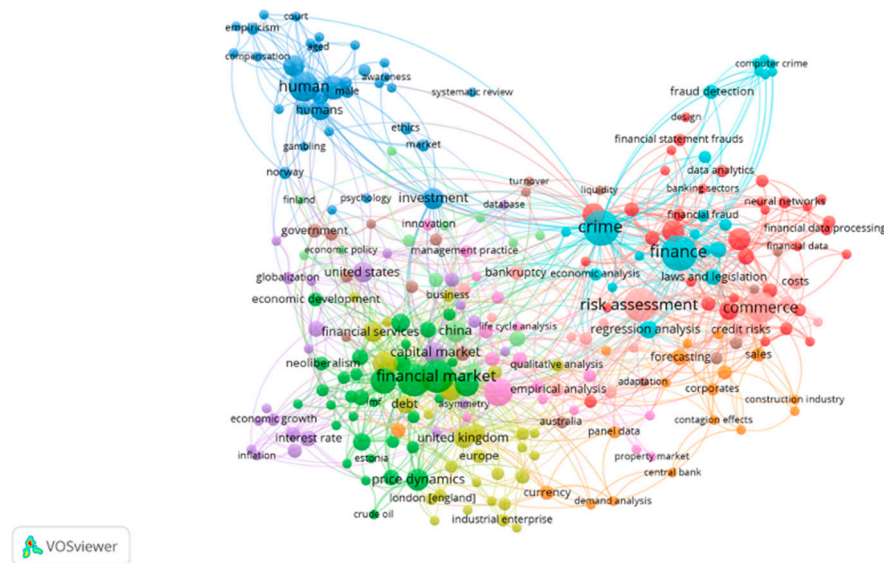 court
empiricism
aged
compensation
awareness
human
male
humans
systematic review
ethics
gambling
market
norway
psychology
investment
finland
government
innovation
economic policy
management practice
globalization
united states
economic development
business
turnover
database
bankruptcy
liquidity
crime
economic analysis
computer crime
fraud detection
design
financial statement frauds
data analytics
banking sectors
neural networks
financial fraud
financial data processing
finance
financial data
laws and legislation
costs
risk assessment
commerce
regression analysis
credit risks
financial services
china
life cycle analysis
capital market
neoliberalism
qualitative analysis
forecasting
sales
financial market
empirical analysis
adaptation
corporates
imf
debt
asymmetry
construction industry
economic growth
australia
contagion effects
interest rate
united kingdom
panel data
inflation
estonia
europe
property market
central bank
price dynamics
london [england]
currency
demand analysis
crude oil
industrial enterprise
VOSviewer